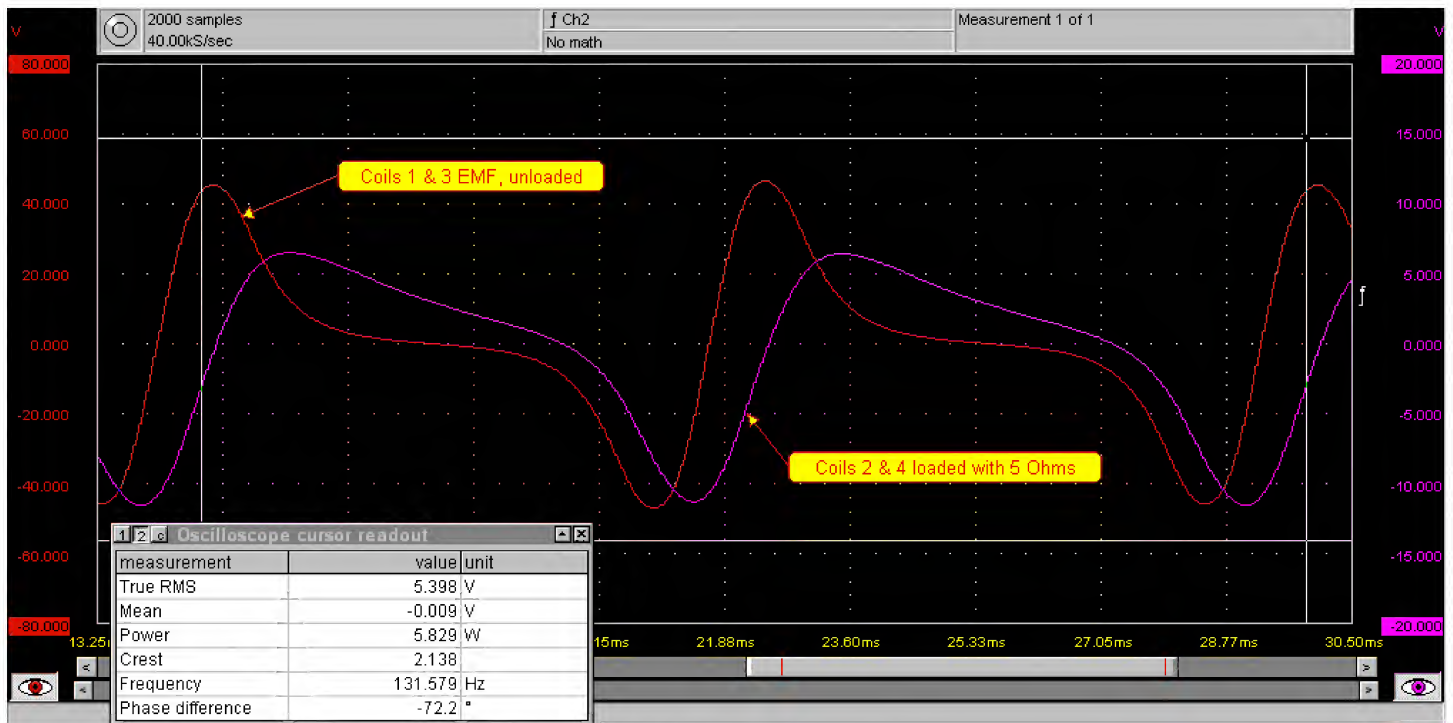 2000 samples
40.00kS/sec
ƒ Ch2
No math
Measurement 1 of 1
V
V
80.000
60.000
40.000
20.000
0.000
-20.000
-40.000
-60.000
-80.000
20.000
15.000
10.000
5.000
0.000
-5.000
-10.000
-15.000
-20.000
Coils 1 & 3 EMF, unloaded
ƒ
Coils 2 & 4 loaded with 5 Ohms
1 2 c Oscilloscope cursor readout
measurement value unit
True RMS 5.398 V
Mean -0.009 V
Power 5.829 W
Crest 2.138
Frequency 131.579 Hz
Phase difference -72.2 °
21.88ms 23.60ms 25.33ms 27.05ms 28.77ms 30.50ms